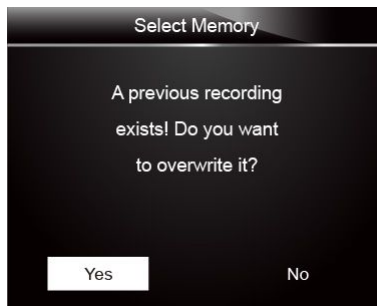 Select Memory
A previous recording
exists! Do you want
to overwrite it?
Yes No